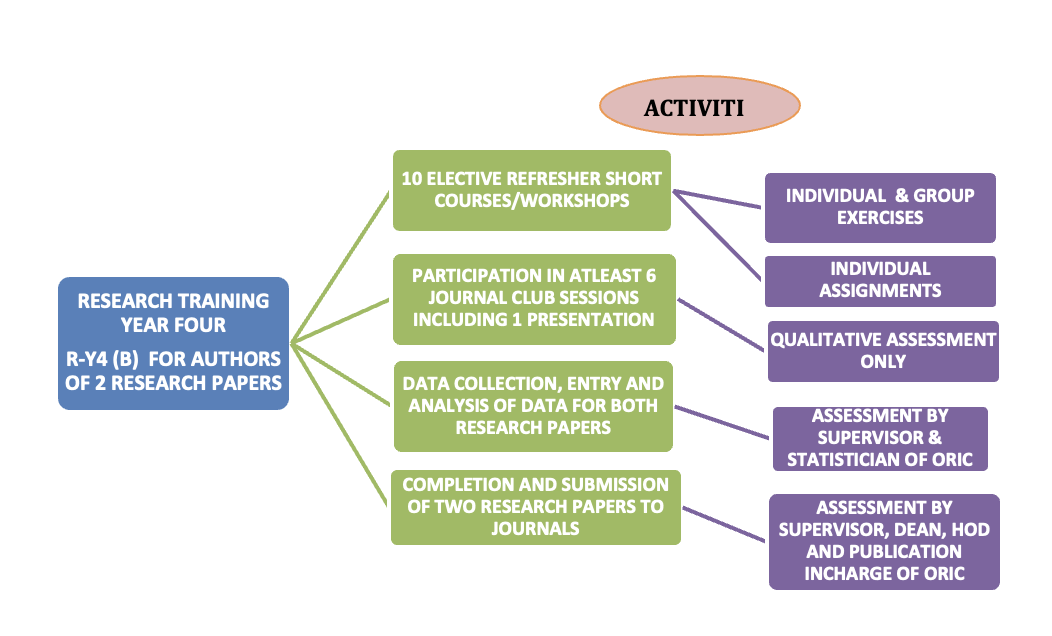 ACTIVITI
RESEARCH TRAINING
YEAR FOUR
R-Y4 (B)  FOR AUTHORS
OF 2 RESEARCH PAPERS
10 ELECTIVE REFRESHER SHORT
COURSES/WORKSHOPS
PARTICIPATION IN ATLEAST 6
JOURNAL CLUB SESSIONS
INCLUDING 1 PRESENTATION
DATA COLLECTION, ENTRY AND
ANALYSIS OF DATA FOR BOTH
RESEARCH PAPERS
COMPLETION AND SUBMISSION
OF TWO RESEARCH PAPERS TO
JOURNALS
INDIVIDUAL  & GROUP
EXERCISES
INDIVIDUAL
ASSIGNMENTS
QUALITATIVE ASSESSMENT
ONLY
ASSESSMENT BY
SUPERVISOR &
STATISTICIAN OF ORIC
ASSESSMENT BY
SUPERVISOR, DEAN, HOD
AND PUBLICATION
INCHARGE OF ORIC